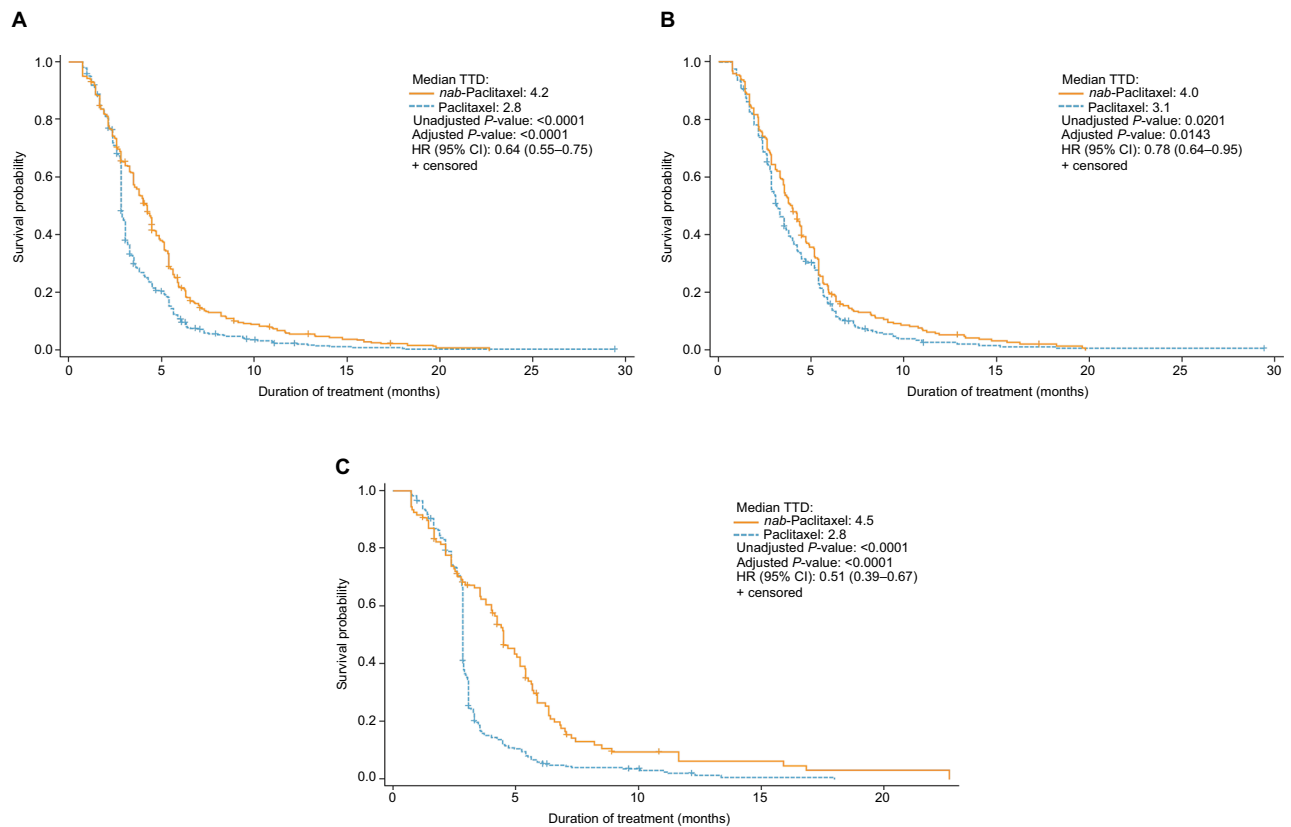 A
Survival probability
1.0
0.8
0.6
0.4
0.2
0.0
0 5 10 15 20 25 30
Duration of treatment (months)
Median TTD:
nab-Paclitaxel: 4.2
Paclitaxel: 2.8
Unadjusted P-value: <0.0001
Adjusted P-value: <0.0001
HR (95% CI): 0.64 (0.55–0.75)
+ censored
B
Survival probability
1.0
0.8
0.6
0.4
0.2
0.0
0 5 10 15 20 25 30
Duration of treatment (months)
Median TTD:
nab-Paclitaxel: 4.0
Paclitaxel: 3.1
Unadjusted P-value: 0.0201
Adjusted P-value: 0.0143
HR (95% CI): 0.78 (0.64–0.95)
+ censored
C
Survival probability
1.0
0.8
0.6
0.4
0.2
0.0
0 5 10 15 20
Duration of treatment (months)
Median TTD:
nab-Paclitaxel: 4.5
Paclitaxel: 2.8
Unadjusted P-value: <0.0001
Adjusted P-value: <0.0001
HR (95% CI): 0.51 (0.39–0.67)
+ censored